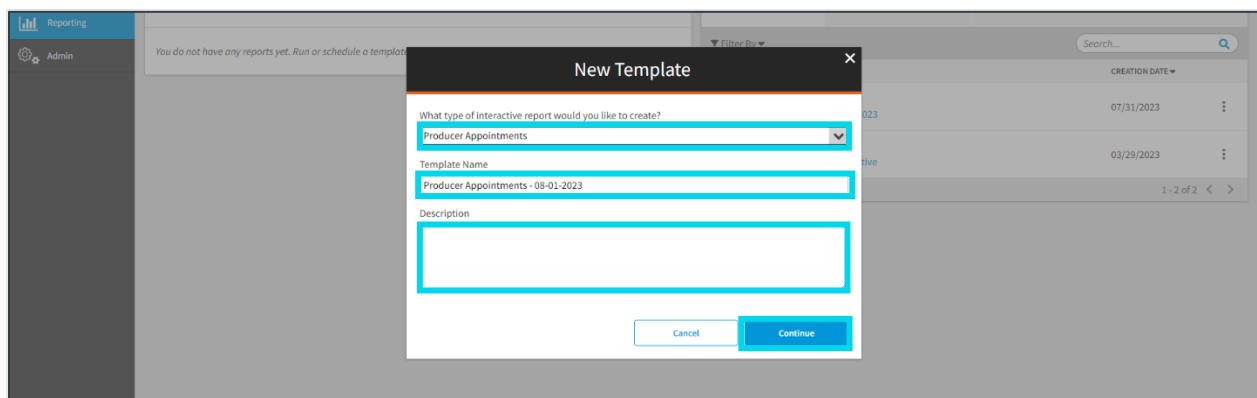 Reporting
Admin
You do not have any reports yet. Run or schedule a template
Filter By
Search...
CREATION DATE
023
07/31/2023
tive
03/29/2023
1 - 2 of 2
New Template
What type of interactive report would you like to create?
Producer Appointments
Template Name
Producer Appointments - 08-01-2023
Description
Cancel
Continue